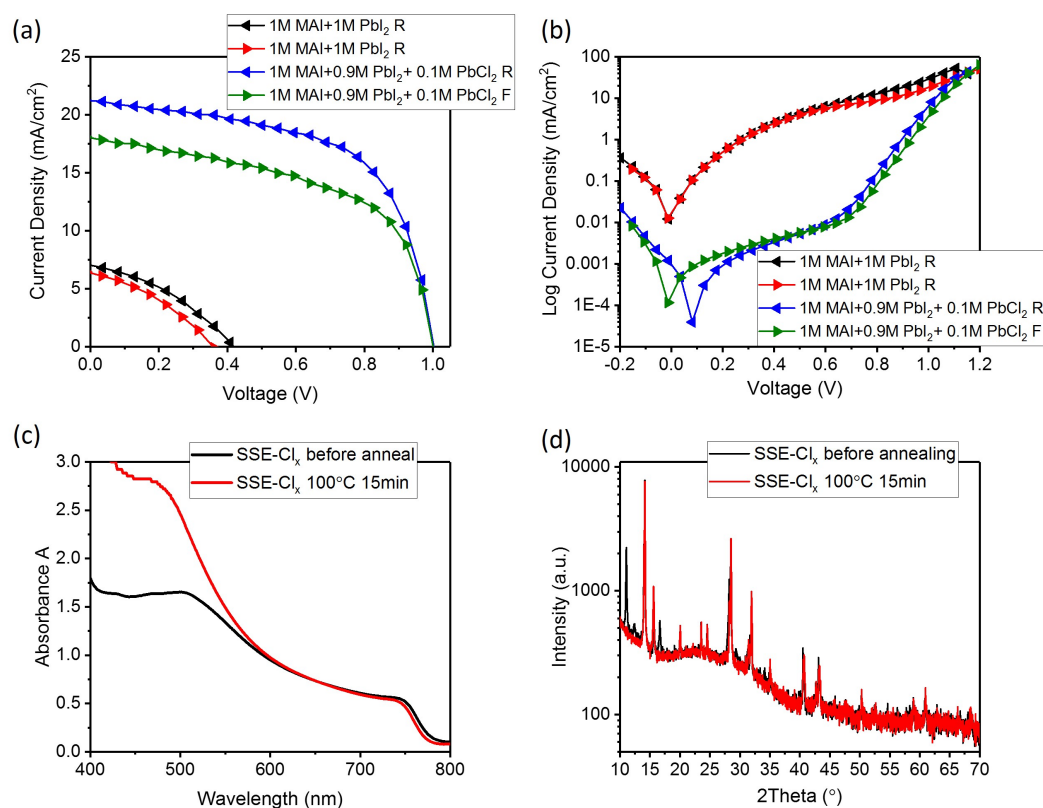 (a)
1M MAI+1M PbI₂ R
1M MAI+1M PbI₂ R
1M MAI+0.9M PbI₂+ 0.1M PbCl₂ R
1M MAI+0.9M PbI₂+ 0.1M PbCl₂ F
25
20
15
10
5
0
Current Density (mA/cm²)
0.0 0.2 0.4 0.6 0.8 1.0
Voltage (V)
(b)
100
10
1
0.1
0.01
0.001
1E-4
1E-5
Log Current Density (mA/cm²)
1M MAI+1M PbI₂ R
1M MAI+1M PbI₂ R
1M MAI+0.9M PbI₂+ 0.1M PbCl₂ R
1M MAI+0.9M PbI₂+ 0.1M PbCl₂ F
-0.2 0.0 0.2 0.4 0.6 0.8 1.0 1.2
Voltage (V)
(c)
SSE-Clₓ before anneal
SSE-Clₓ 100°C 15min
3.0
2.5
2.0
1.5
1.0
0.5
0.0
Absorbance A
400 500 600 700 800
Wavelength (nm)
(d)
SSE-Clₓ before annealing
SSE-Clₓ 100°C 15min
10000
1000
100
Intensity (a.u.)
10 15 20 25 30 35 40 45 50 55 60 65 70
2Theta (°)